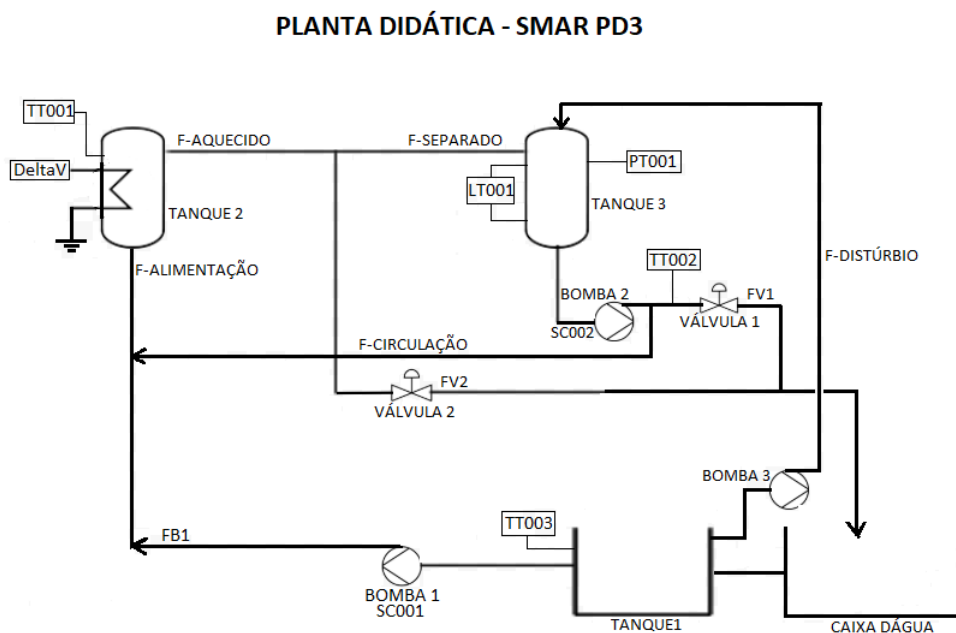 PLANTA DIDÁTICA - SMAR PD3
TT001
F-AQUECIDO
F-SEPARADO
DeltaV
LT001
PT001
TANQUE 2
TANQUE 3
F-ALIMENTAÇÃO
TT002
F-DISTÚRBIO
BOMBA 2
FV1
SC002
VÁLVULA 1
F-CIRCULAÇÃO
FV2
VÁLVULA 2
BOMBA 3
TT003
FB1
BOMBA 1
SC001
TANQUE1
CAIXA DÁGUA